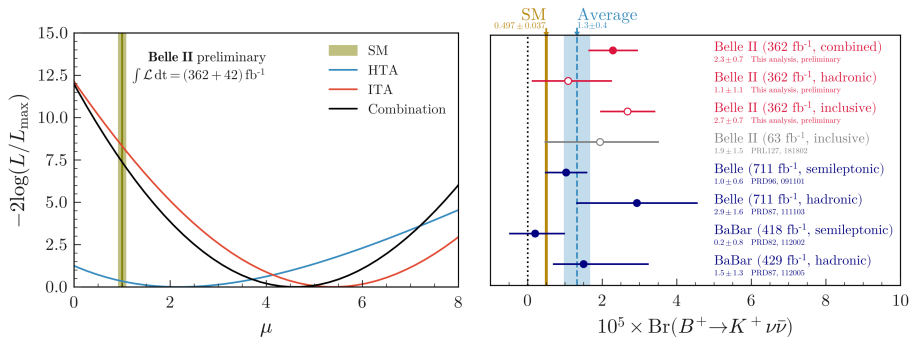 15.0
12.5
10.0
7.5
5.0
2.5
0.0
−2log(L/L_max)
0
2
4
6
8
μ
Belle II preliminary
∫ ℒ dt = (362 + 42) fb⁻¹
SM
HTA
ITA
Combination
SM
0.497 ± 0.037
Average
1.3±0.4
Belle II (362 fb⁻¹, combined)
2.3±0.7 This analysis, preliminary
Belle II (362 fb⁻¹, hadronic)
1.1±1.1 This analysis, preliminary
Belle II (362 fb⁻¹, inclusive)
2.7±0.7 This analysis, preliminary
Belle II (63 fb⁻¹, inclusive)
1.9±1.5 PRL127, 181802
Belle (711 fb⁻¹, semileptonic)
1.0±0.6 PRD96, 091101
Belle (711 fb⁻¹, hadronic)
2.9±1.6 PRD87, 111103
BaBar (418 fb⁻¹, semileptonic)
0.2±0.8 PRD82, 112002
BaBar (429 fb⁻¹, hadronic)
1.5±1.3 PRD87, 112005
0
2
4
6
8
10
10⁵ × Br(B⁺→K⁺νν̄)